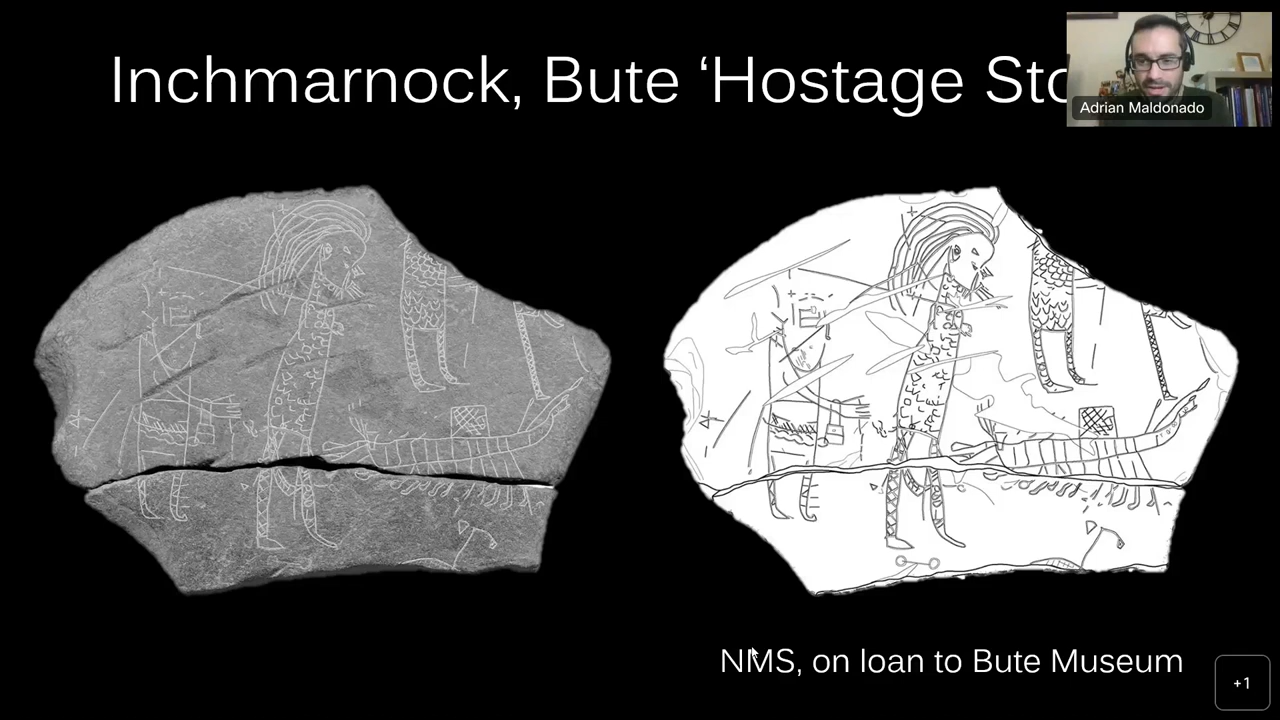 Inchmarnock, Bute ‘Hostage Sto
Adrian Maldonado
NMS, on loan to Bute Museum
+1